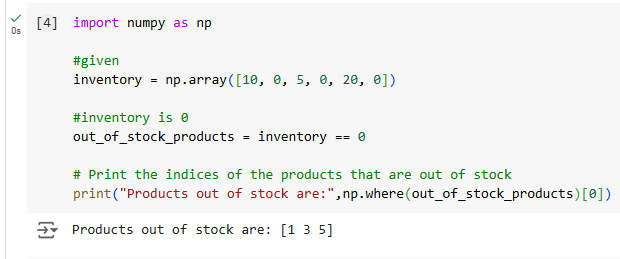 [4] import numpy as np
0s
#given
inventory = np.array([10, 0, 5, 0, 20, 0])
#inventory is 0
out_of_stock_products = inventory == 0
# Print the indices of the products that are out of stock
print("Products out of stock are:",np.where(out_of_stock_products)[0])
Products out of stock are: [1 3 5]